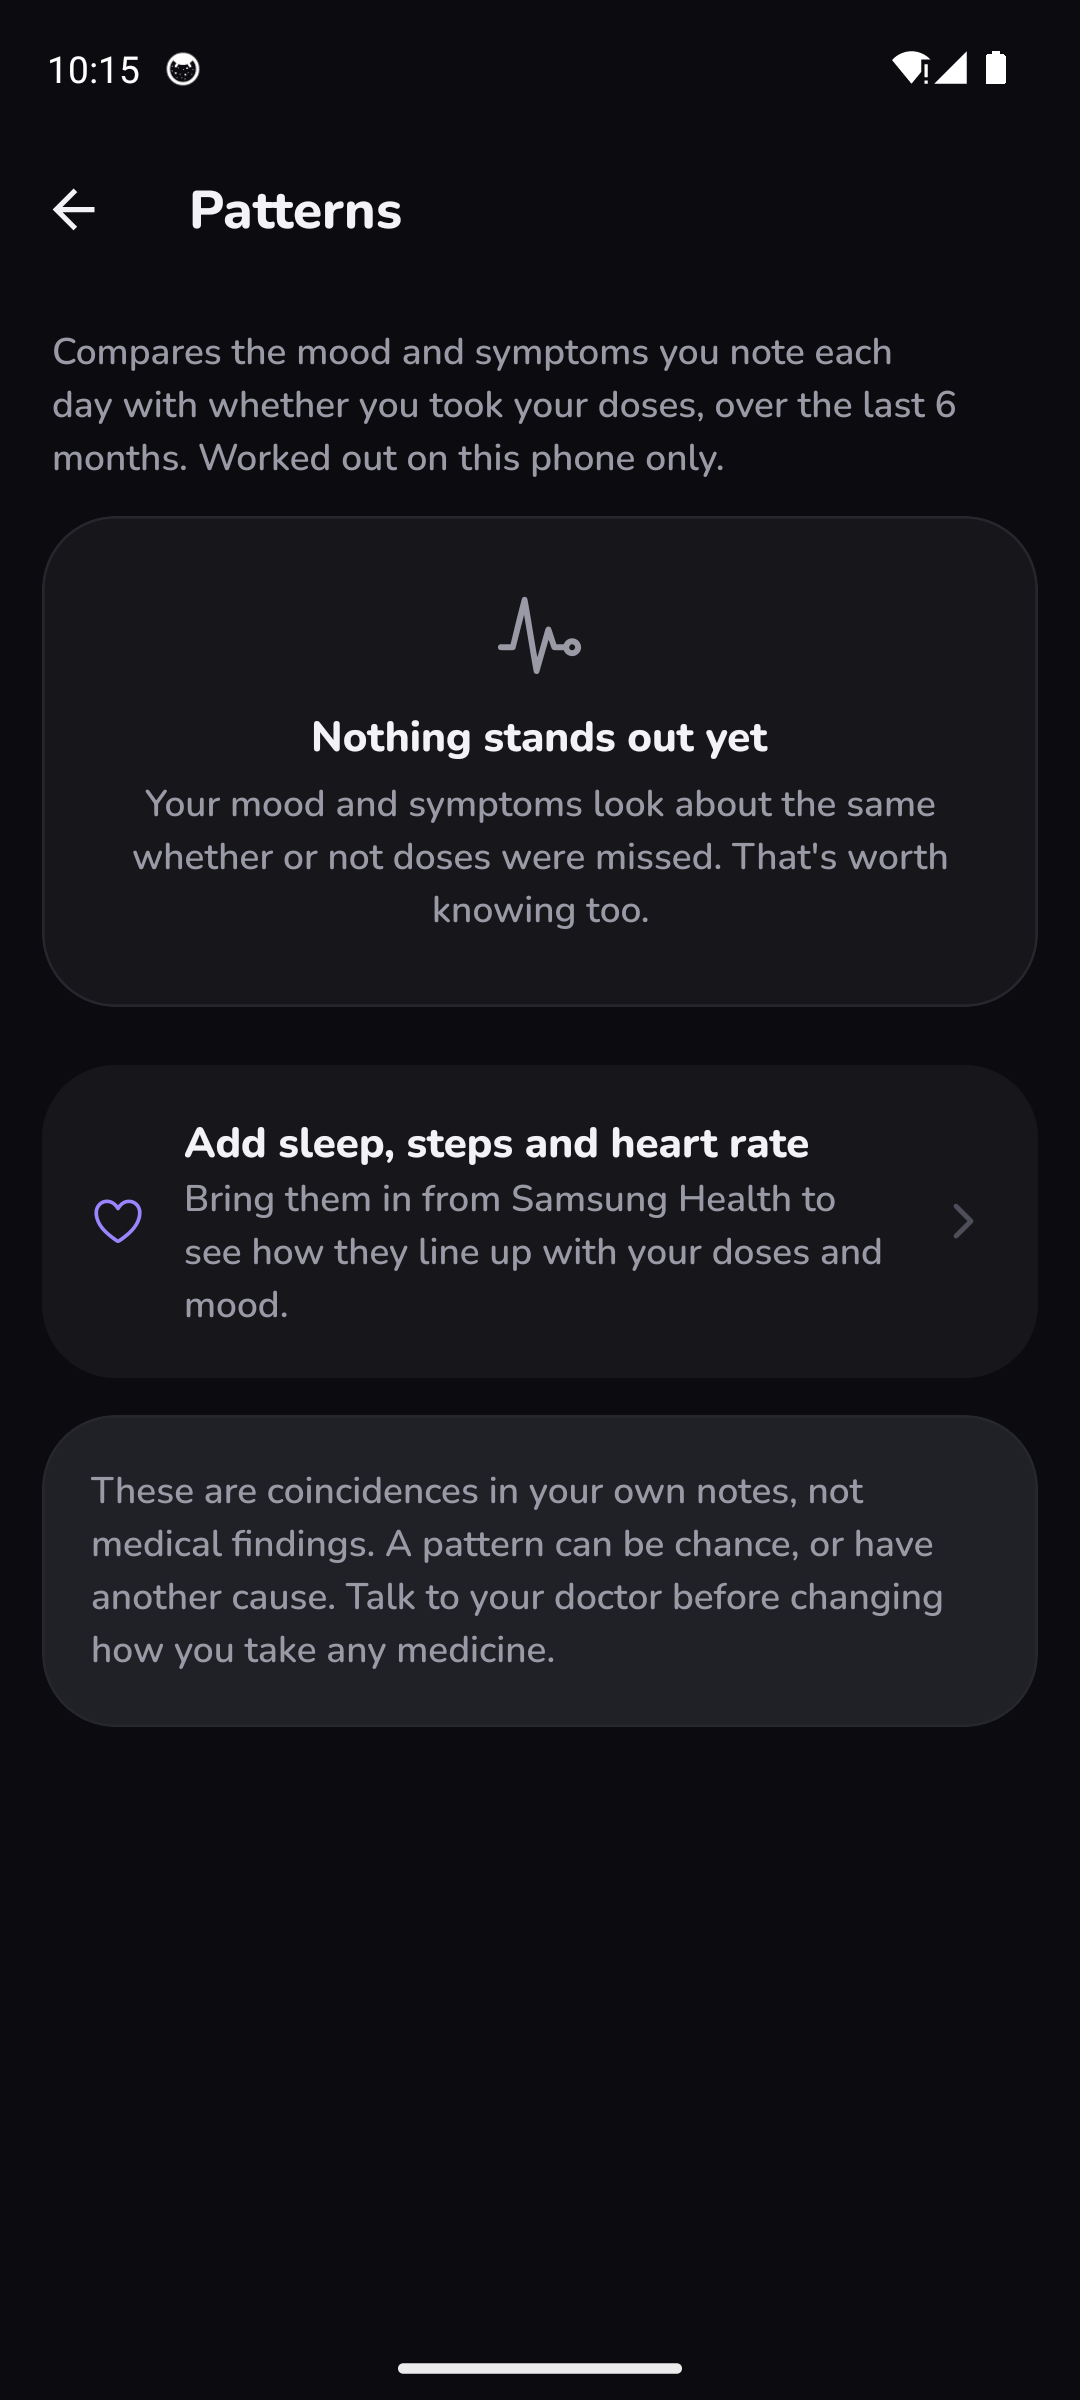 10:15
Patterns
Compares the mood and symptoms you note each
day with whether you took your doses, over the last 6
months. Worked out on this phone only.
Nothing stands out yet
Your mood and symptoms look about the same
whether or not doses were missed. That's worth
knowing too.
Add sleep, steps and heart rate
Bring them in from Samsung Health to
see how they line up with your doses and
mood.
These are coincidences in your own notes, not
medical findings. A pattern can be chance, or have
another cause. Talk to your doctor before changing
how you take any medicine.